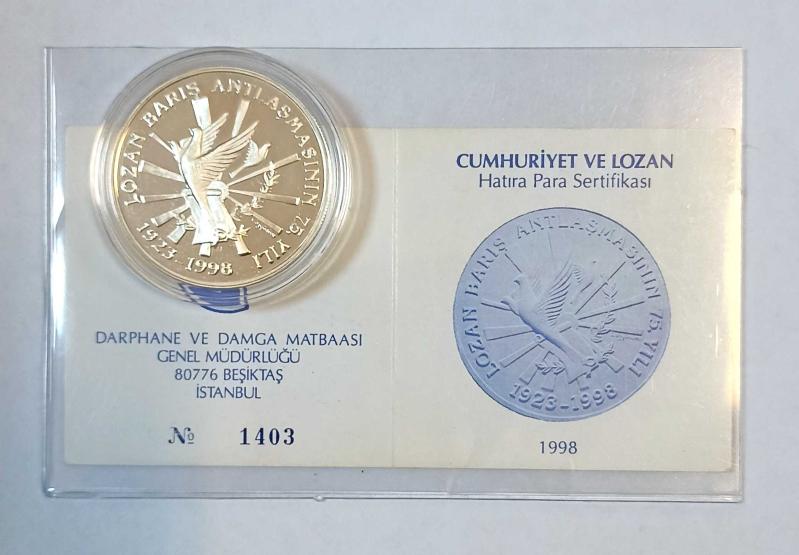 LOZAN BARIŞ ANTLAŞMASININ 75. YILI
1923-1998
DARPHANE VE DAMGA MATBAASI
GENEL MÜDÜRLÜĞÜ
80776 BEŞİKTAŞ
İSTANBUL
№ 1403
CUMHURİYET VE LOZAN
Hatıra Para Sertifikası
LOZAN BARIŞ ANTLAŞMASININ 75. YILI
1923-1998
1998